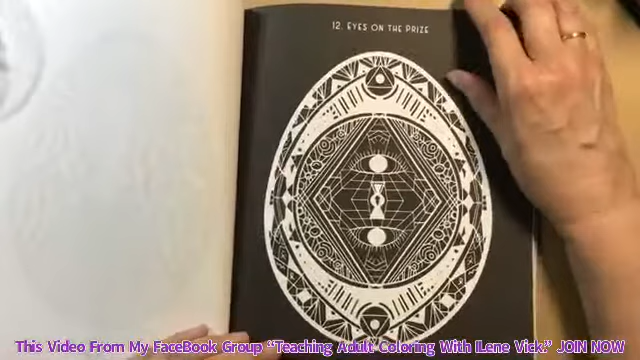 12. EYES ON THE PRIZE
This Video From My FaceBook Group "Teaching Adult Coloring With ILene Vick" JOIN NOW